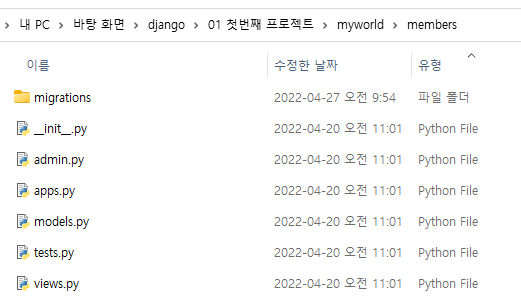 > 내 PC > 바탕 화면 > django > 01 첫번째 프로젝트 > myworld > members
이름 수정한 날짜 유형
migrations 2022-04-27 오전 9:54 파일 폴더
__init__.py 2022-04-20 오전 11:01 Python File
admin.py 2022-04-20 오전 11:01 Python File
apps.py 2022-04-20 오전 11:01 Python File
models.py 2022-04-20 오전 11:01 Python File
tests.py 2022-04-20 오전 11:01 Python File
views.py 2022-04-20 오전 11:01 Python File